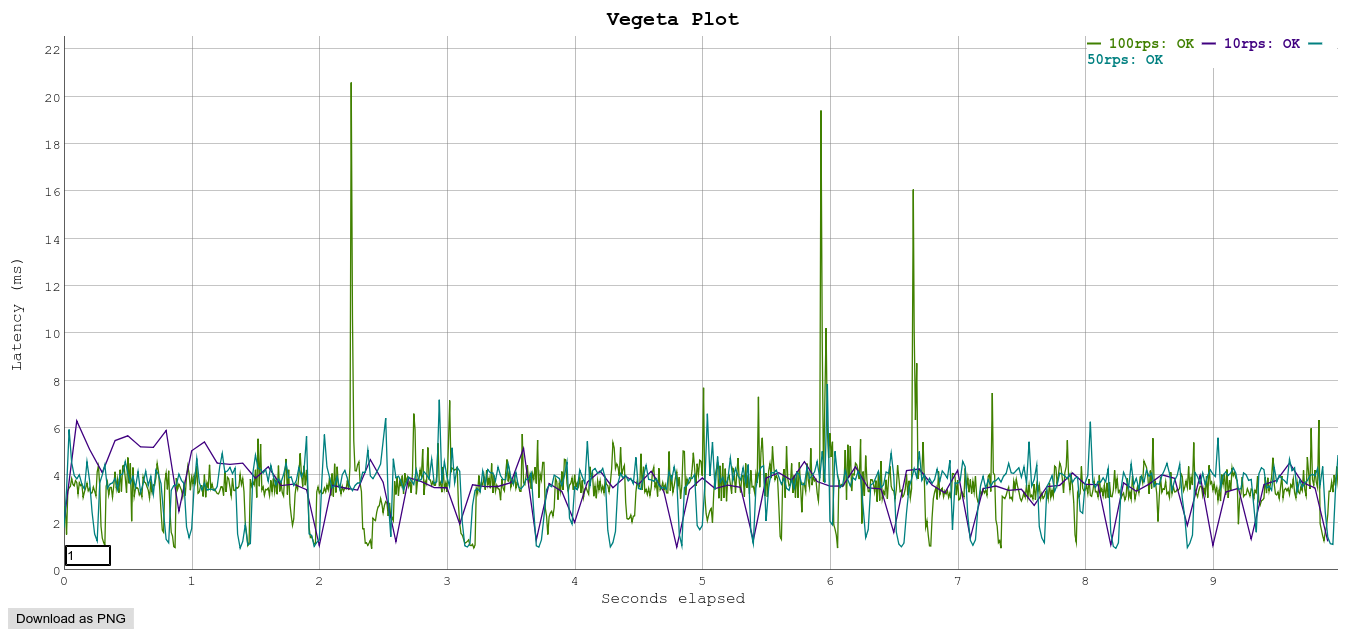 Vegeta Plot
100rps: OK 10rps: OK
50rps: OK
22
20
18
16
14
12
10
8
6
4
2
0
Latency (ms)
1
0 1 2 3 4 5 6 7 8 9
Seconds elapsed
Download as PNG